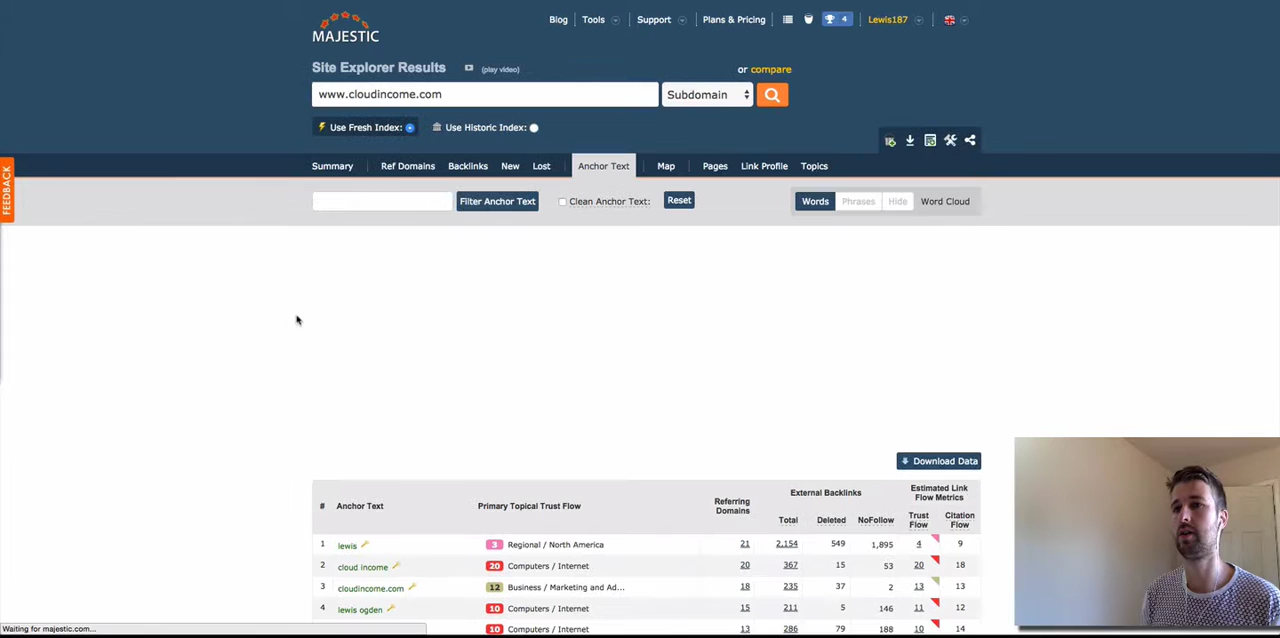 Blog Tools Support Plans & Pricing 4 Lewis187
MAJESTIC
Site Explorer Results (play video) or compare
www.cloudincome.com Subdomain
Use Fresh Index: Use Historic Index:
FEEDBACK
Summary Ref Domains Backlinks New Lost Anchor Text Map Pages Link Profile Topics
Filter Anchor Text Clean Anchor Text: Reset Words Phrases Hide Word Cloud
Download Data
# Anchor Text Primary Topical Trust Flow Referring Domains External Backlinks Estimated Link Flow Metrics
Total Deleted NoFollow Trust Flow Citation Flow
1 lewis 3 Regional / North America 21 2,154 549 1,895 4 9
2 cloud income 20 Computers / Internet 20 367 15 53 20 18
3 cloudincome.com 12 Business / Marketing and Ad... 18 235 37 2 13 13
4 lewis ogden 10 Computers / Internet 15 211 5 146 11 12
10 Computers / Internet 13 286 79 188 10 14
Waiting for majestic.com...